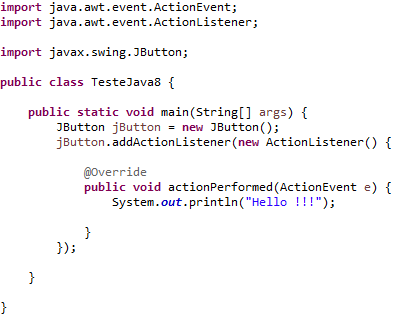 import java.awt.event.ActionEvent;
import java.awt.event.ActionListener;
import javax.swing.JButton;
public class TesteJava8 {
public static void main(String[] args) {
JButton jButton = new JButton();
jButton.addActionListener(new ActionListener() {
@Override
public void actionPerformed(ActionEvent e) {
System.out.println("Hello !!!");
}
});
}
}